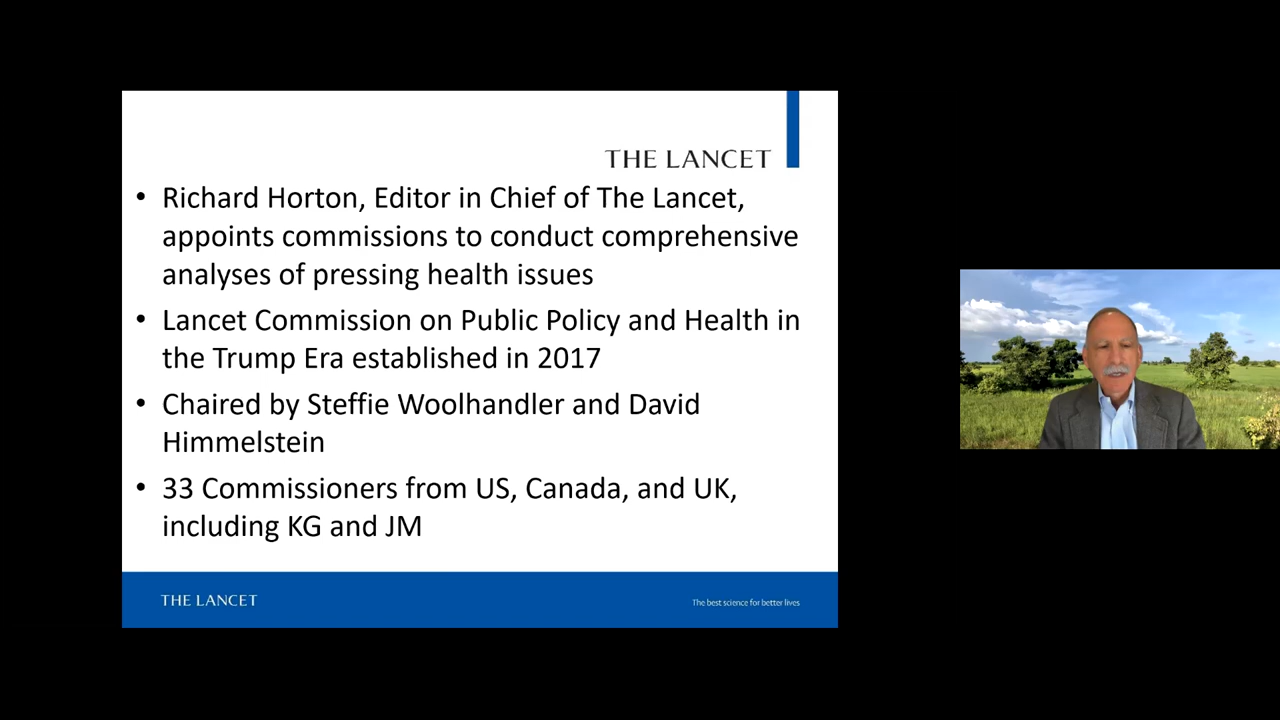 THE LANCET
• Richard Horton, Editor in Chief of The Lancet,
appoints commissions to conduct comprehensive
analyses of pressing health issues
• Lancet Commission on Public Policy and Health in
the Trump Era established in 2017
• Chaired by Steffie Woolhandler and David
Himmelstein
• 33 Commissioners from US, Canada, and UK,
including KG and JM
THE LANCET
The best science for better lives